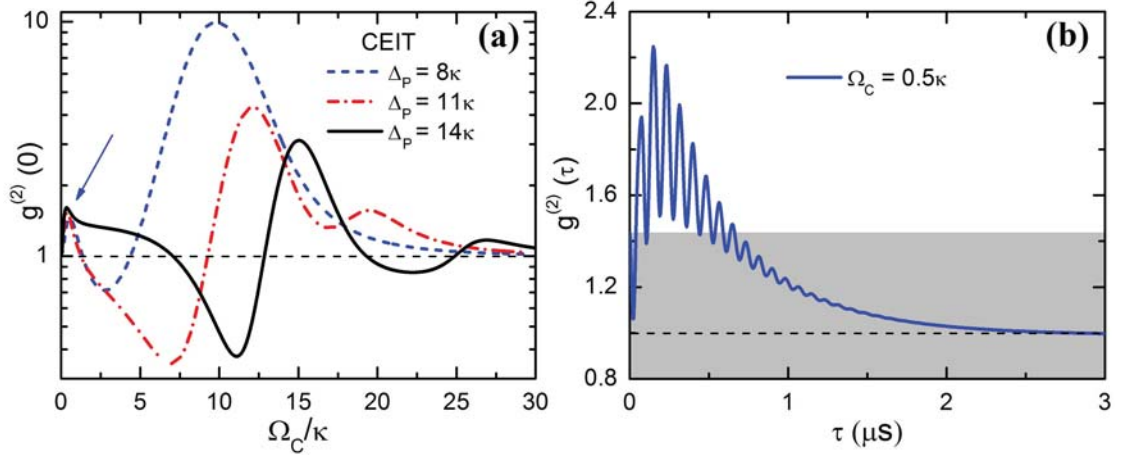 (a)
CEIT
Δ_P = 8κ
Δ_P = 11κ
Δ_P = 14κ
10
1
g^(2) (0)
0 5 10 15 20 25 30
Ω_C/κ
(b)
Ω_C = 0.5κ
2.4
2.0
1.6
1.2
0.8
g^(2) (τ)
0 1 2 3
τ (μs)